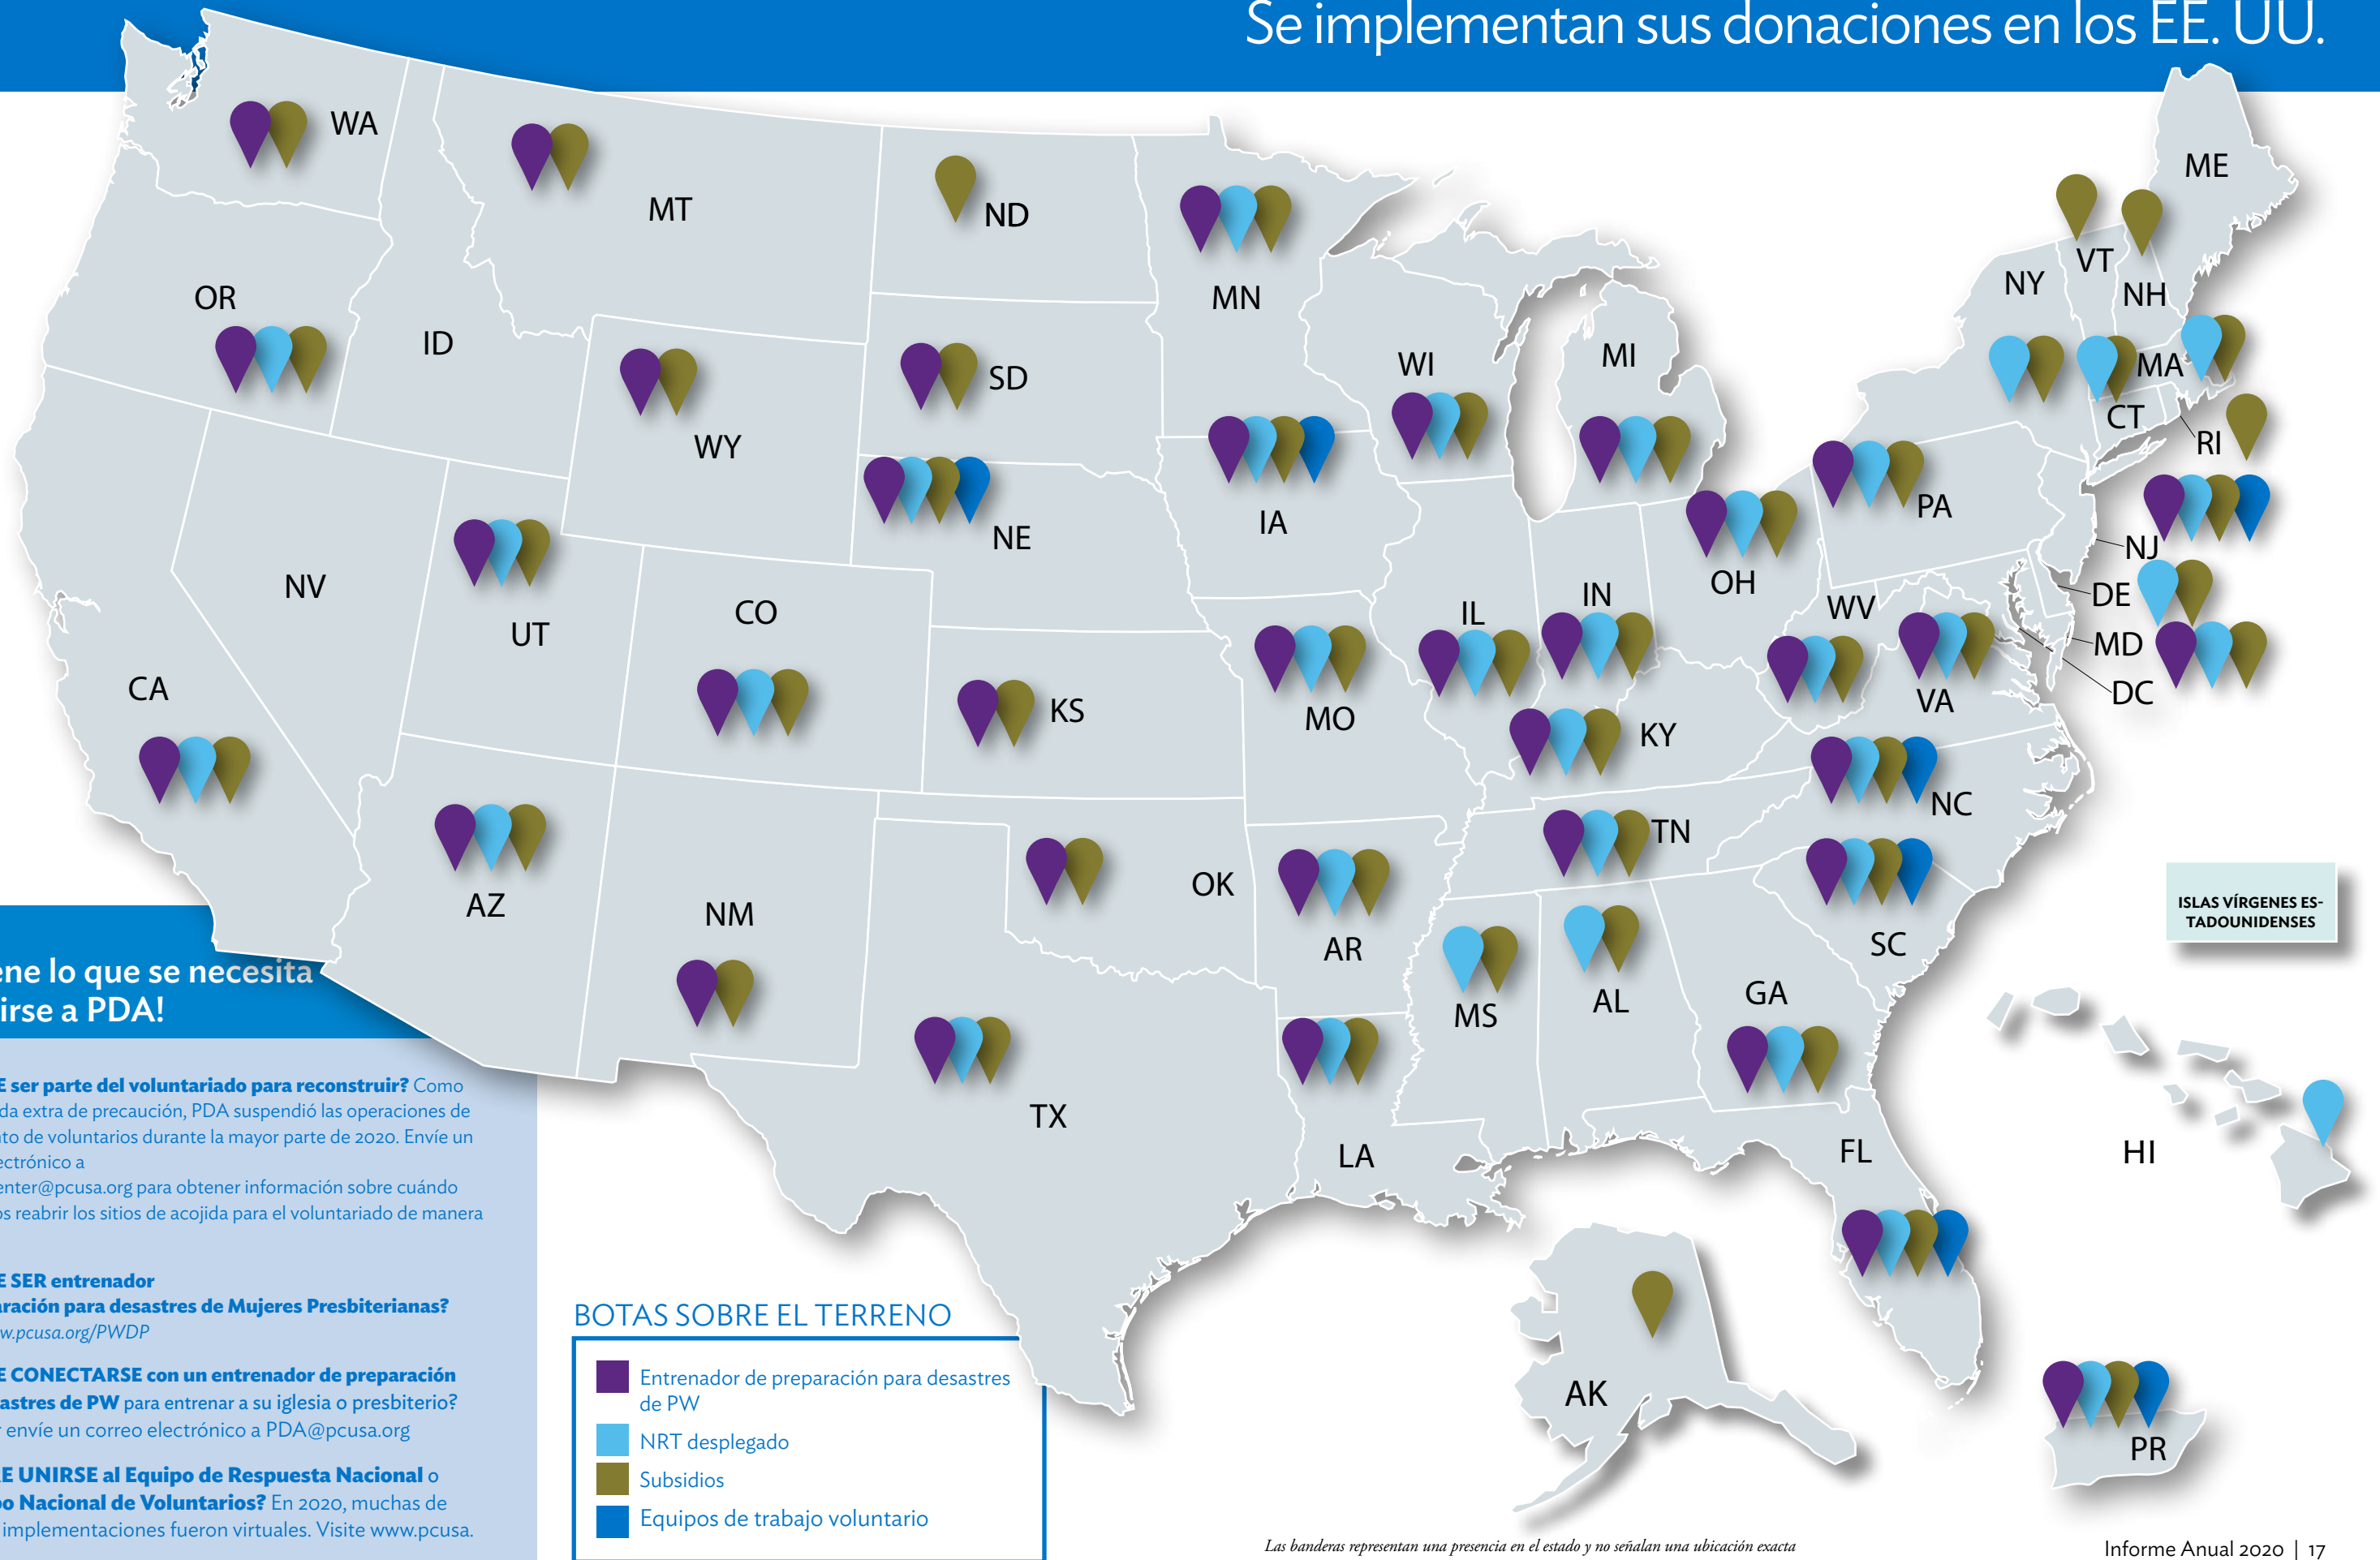 Se implementan sus donaciones en los EE. UU.
WA
MT
ND
MN
ME
VT
NH
NY
OR
ID
WY
SD
WI
MI
MA
CT
RI
NE
IA
PA
NJ
NV
UT
CO
IL
IN
OH
WV
DE
MD
DC
VA
CA
KS
MO
KY
NC
TN
AZ
NM
OK
AR
MS
AL
GA
SC
ISLAS VÍRGENES ES-
TADOUNIDENSES
TX
LA
FL
HI
AK
PR
ene lo que se necesita
irse a PDA!
E ser parte del voluntariado para reconstruir? Como
da extra de precaución, PDA suspendió las operaciones de
nto de voluntarios durante la mayor parte de 2020. Envíe un
ectrónico a
enter@pcusa.org para obtener información sobre cuándo
os reabrir los sitios de acojida para el voluntariado de manera
E SER entrenador
aración para desastres de Mujeres Presbiterianas?
w.pcusa.org/PWDP
E CONECTARSE con un entrenador de preparación
astres de PW para entrenar a su iglesia o presbiterio?
r envíe un correo electrónico a PDA@pcusa.org
RE UNIRSE al Equipo de Respuesta Nacional o
po Nacional de Voluntarios? En 2020, muchas de
implementaciones fueron virtuales. Visite www.pcusa.
BOTAS SOBRE EL TERRENO
Entrenador de preparación para desastres
de PW
NRT desplegado
Subsidios
Equipos de trabajo voluntario
Las banderas representan una presencia en el estado y no señalan una ubicación exacta
Informe Anual 2020 | 17